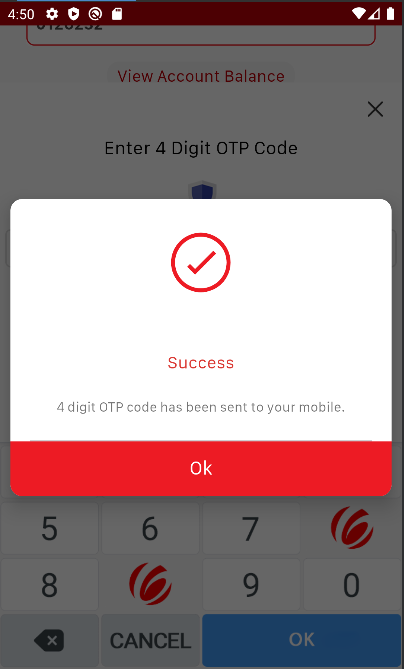 4:50
View Account Balance
Enter 4 Digit OTP Code
Success
4 digit OTP code has been sent to your mobile.
Ok
5 6 7
8 9 0
CANCEL OK